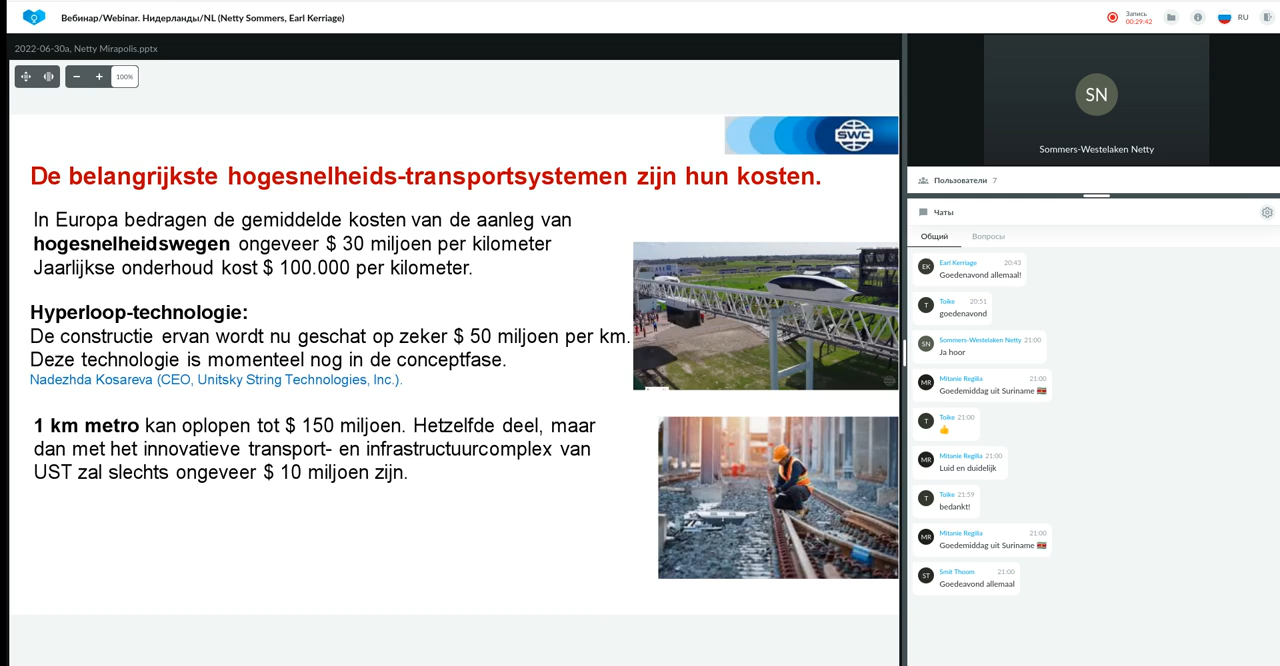 Вебинар/Webinar. Нидерланды/NL (Netty Sommers, Earl Kerriage)
Запись
00:29:42
RU
2022-06-30a, Netty Mirapolis.pptx
100%
SWC
De belangrijkste hogesnelheids-transportsystemen zijn hun kosten.
In Europa bedragen de gemiddelde kosten van de aanleg van
hogesnelheidswegen ongeveer $ 30 miljoen per kilometer
Jaarlijkse onderhoud kost $ 100.000 per kilometer.
Hyperloop-technologie:
De constructie ervan wordt nu geschat op zeker $ 50 miljoen per km.
Deze technologie is momenteel nog in de conceptfase.
Nadezhda Kosareva (CEO, Unitsky String Technologies, Inc.).
1 km metro kan oplopen tot $ 150 miljoen. Hetzelfde deel, maar
dan met het innovatieve transport- en infrastructuurcomplex van
UST zal slechts ongeveer $ 10 miljoen zijn.
SN
Sommers-Westelaken Netty
Пользователи 7
Чаты
Общий Вопросы
EK Earl Kerriage 20:43
Goedenavond allemaal!
T Toike 20:51
goedenavond
SN Sommers-Westelaken Netty 21:00
Ja hoor
MR Mitanie Regilia 21:00
Goedemiddag uit Suriname 🇸🇷
T Toike 21:00
👍
MR Mitanie Regilia 21:00
Luid en duidelijk
T Toike 21:59
bedankt!
MR Mitanie Regilia 21:00
Goedemiddag uit Suriname 🇸🇷
ST Smit Thoom 21:00
Goedeavond allemaal